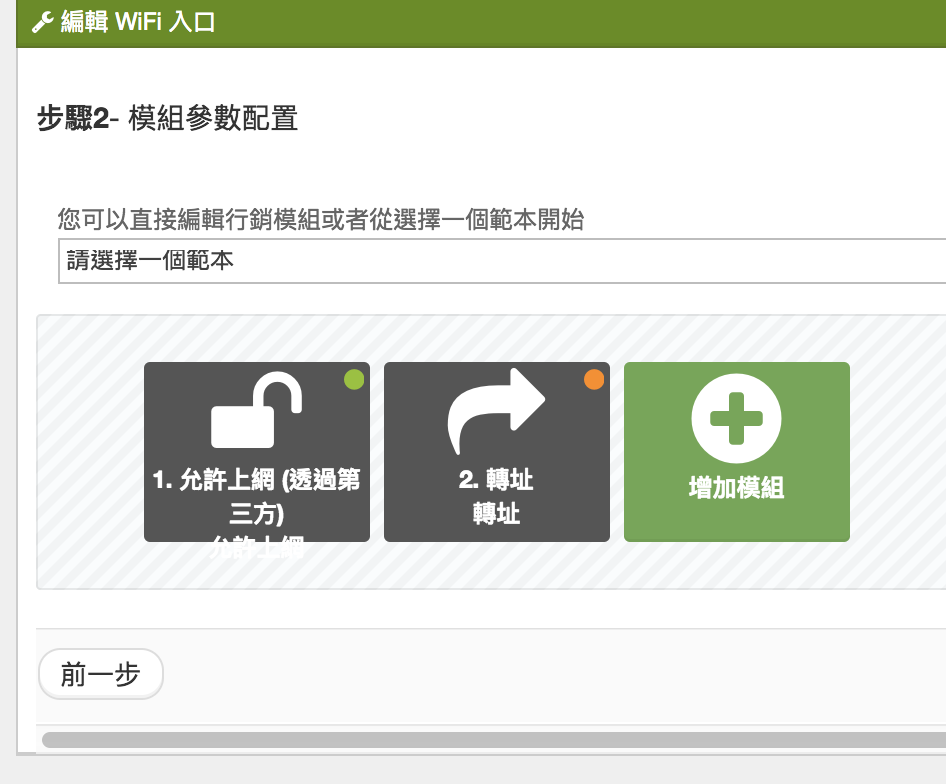 編輯 WiFi 入口
步驟2- 模組參數配置
您可以直接編輯行銷模組或者從選擇一個範本開始
請選擇一個範本
1. 允許上網 (透過第
三方)
允許上網
2. 轉址
轉址
增加模組
前一步